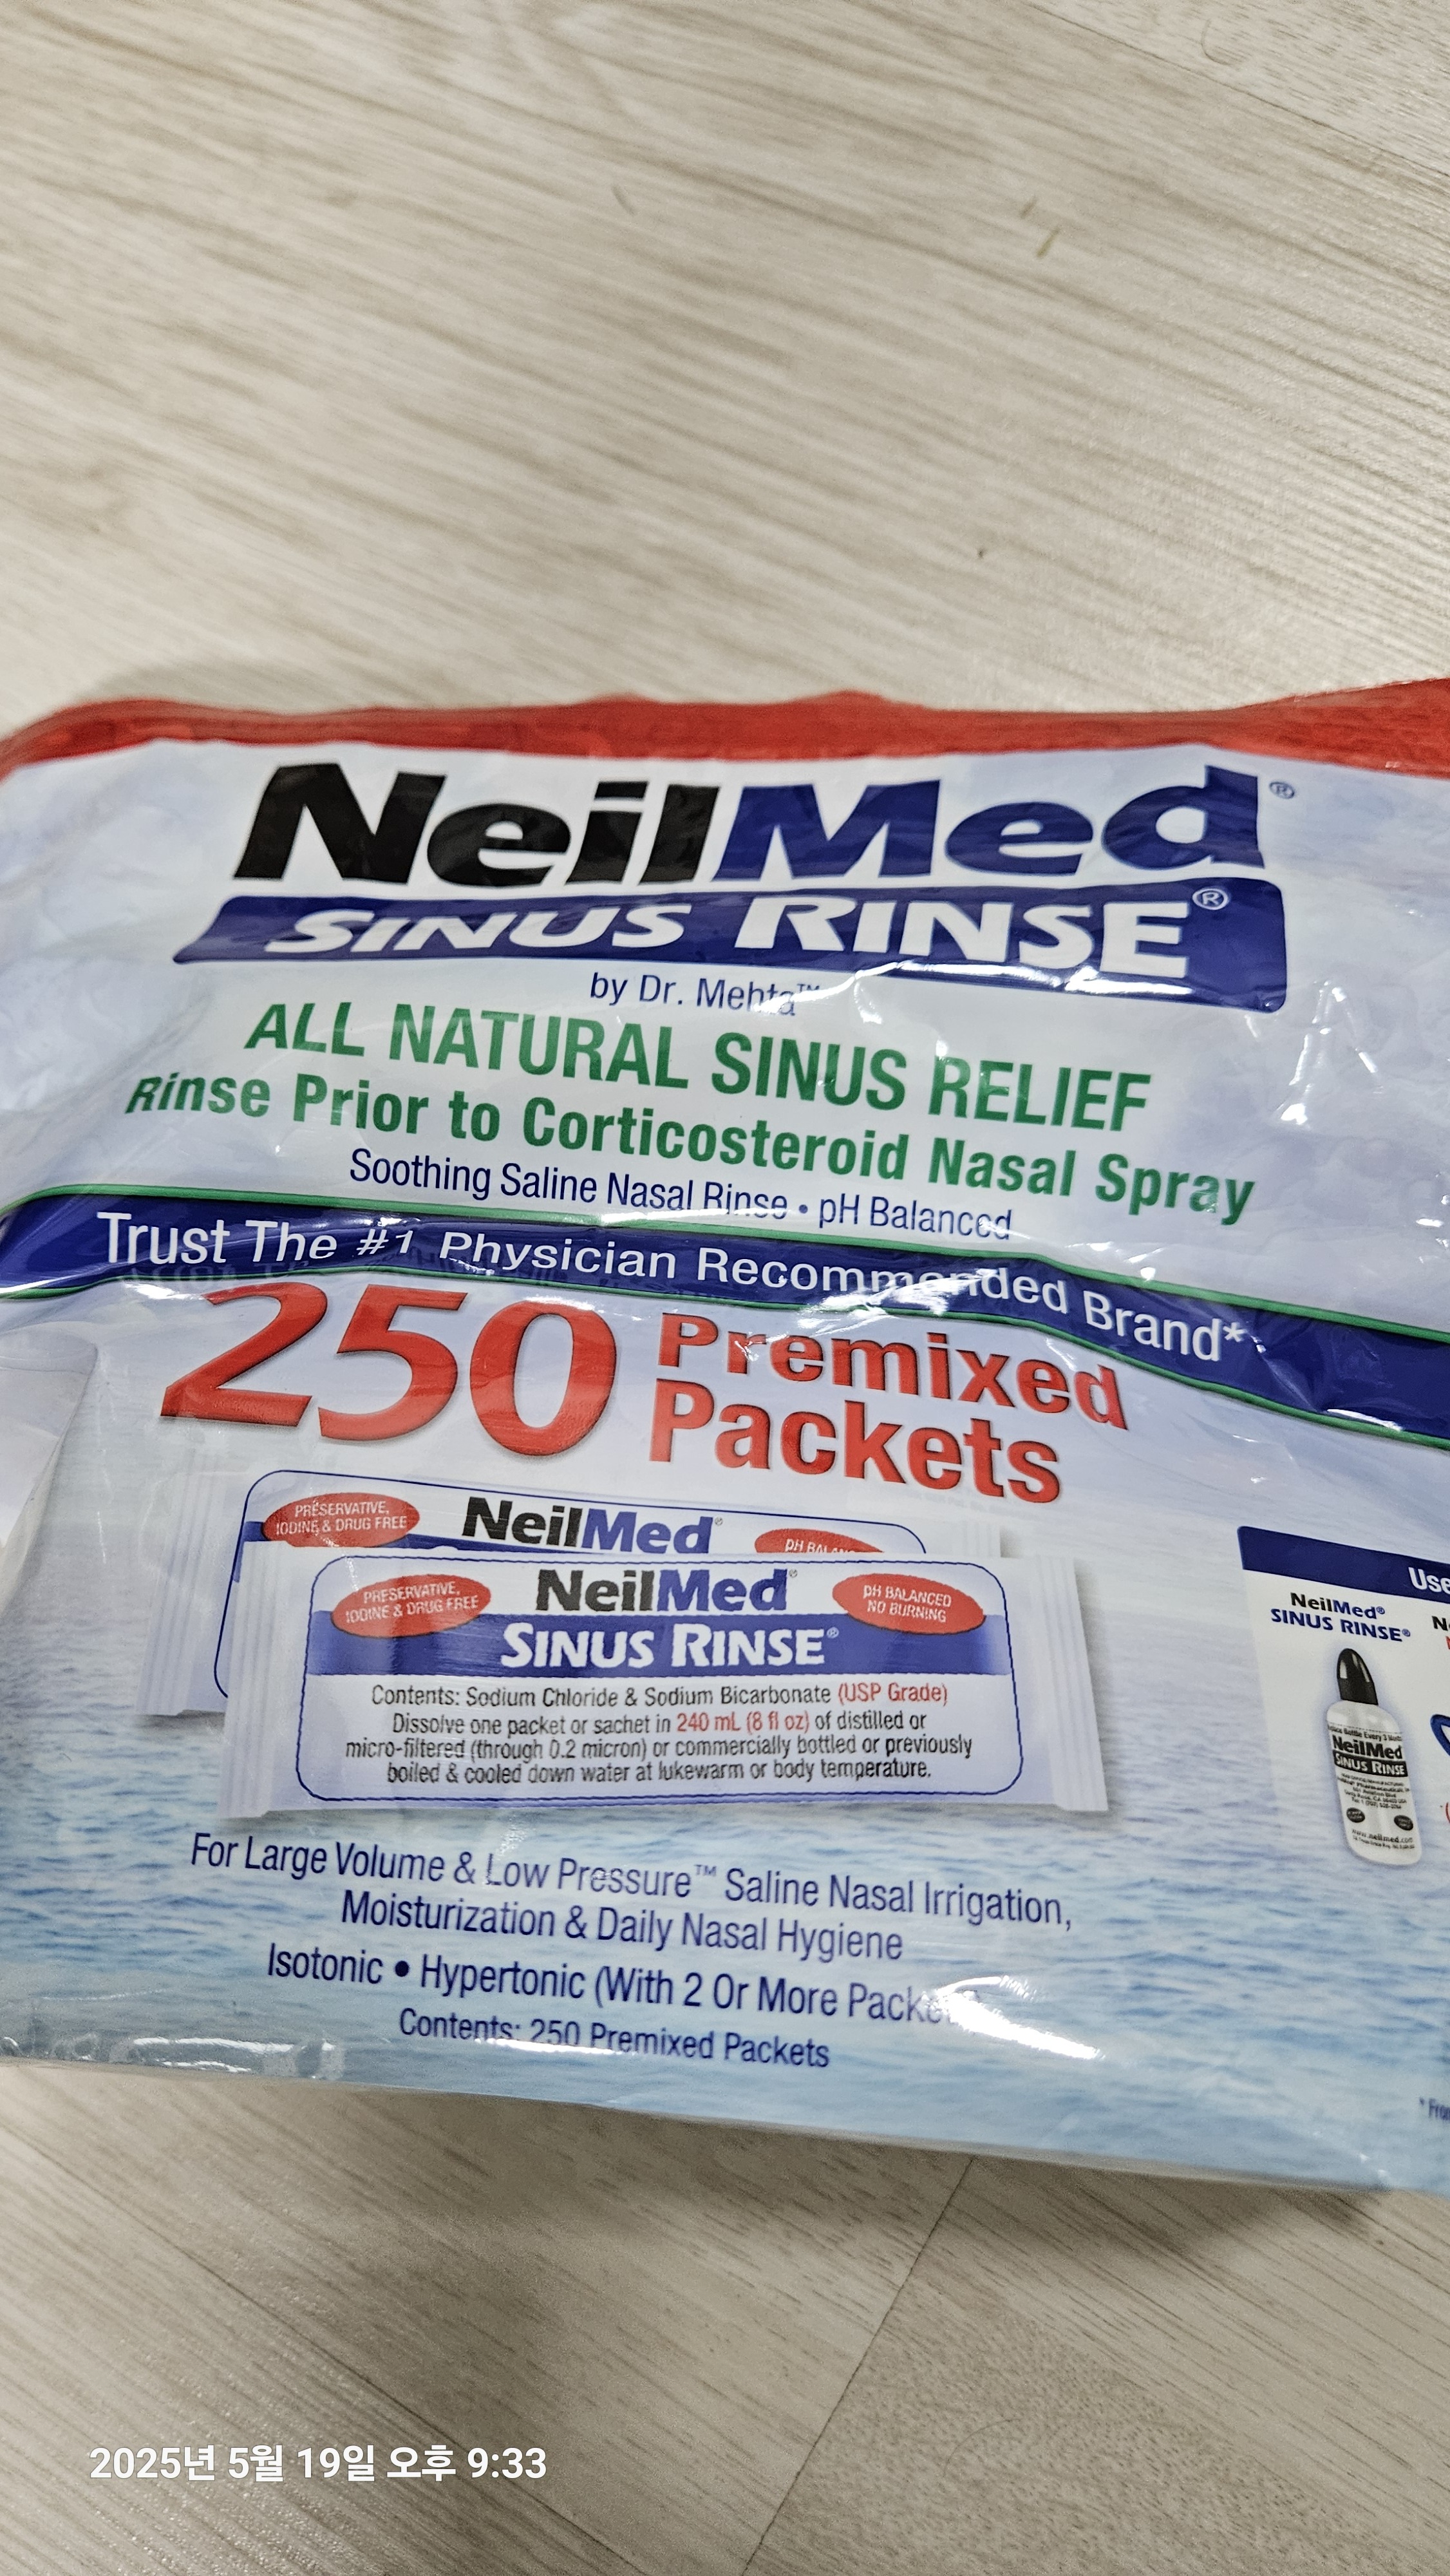 NeilMed®
SINUS RINSE®
by Dr. Mehta™
ALL NATURAL SINUS RELIEF
Rinse Prior to Corticosteroid Nasal Spray
Soothing Saline Nasal Rinse • pH Balanced
Trust The #1 Physician Recommended Brand*
250 Premixed
Packets
PRESERVATIVE,
IODINE & DRUG FREE
NeilMed®
PRESERVATIVE,
IODINE & DRUG FREE
NeilMed®
pH BALANCED
NO BURNING
SINUS RINSE®
Contents: Sodium Chloride & Sodium Bicarbonate (USP Grade)
Dissolve one packet or sachet in 240 mL (8 fl oz) of distilled or
micro-filtered (through 0.2 micron) or commercially bottled or previously
boiled & cooled down water at lukewarm or body temperature.
Use
NeilMed®
SINUS RINSE®
NeilMed
SINUS RINSE
For Large Volume & Low Pressure™ Saline Nasal Irrigation,
Moisturization & Daily Nasal Hygiene
Isotonic • Hypertonic (With 2 Or More
Contents: 250 Premixed Packets
2025년 5월 19일 오후 9:33